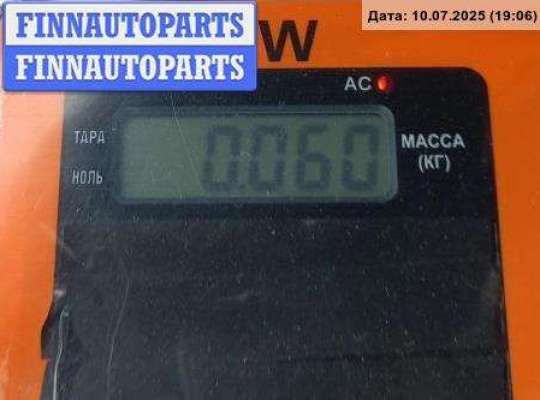 FINNAUTOPARTS
FINNAUTOPARTS
Дата: 10.07.2025 (19:06)
W
AC
ТАРА
НОЛЬ
0.060
МАССА
(КГ)